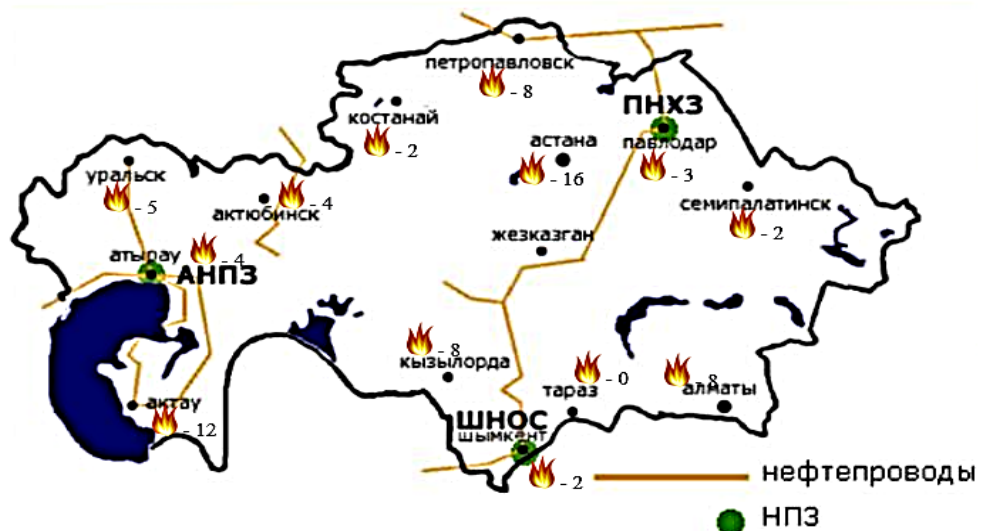 петропавловск
- 8
ПНХЗ
павлодар
- 3
костанай
- 2
астана
- 16
уральск
- 5
актюбинск
- 4
семипалатинск
- 2
жезказган
атырау
- 4
АНПЗ
- 8
кызылорда
- 0
тараз
- 8
алматы
актау
- 12
ШНОС
шымкент
- 2
нефтепроводы
НПЗ